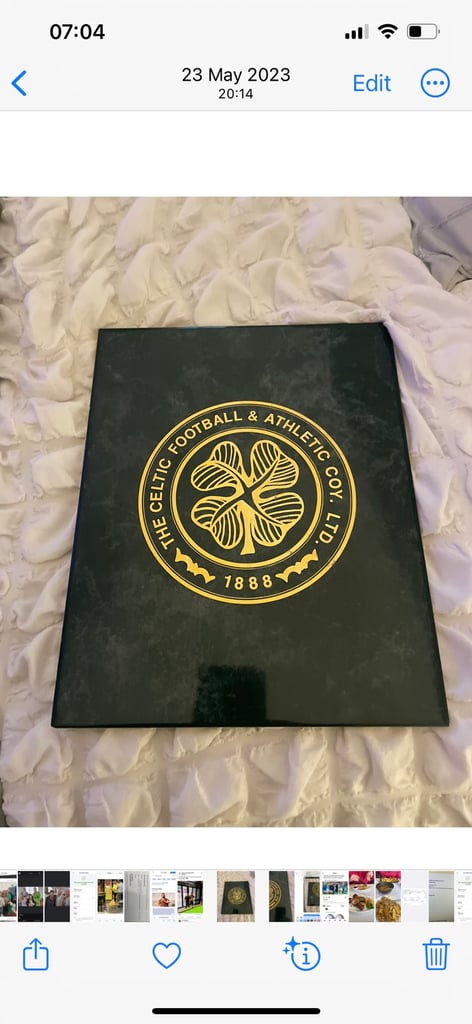 07:04
23 May 2023
20:14
Edit
THE CELTIC FOOTBALL & ATHLETIC COY. LTD.
1888